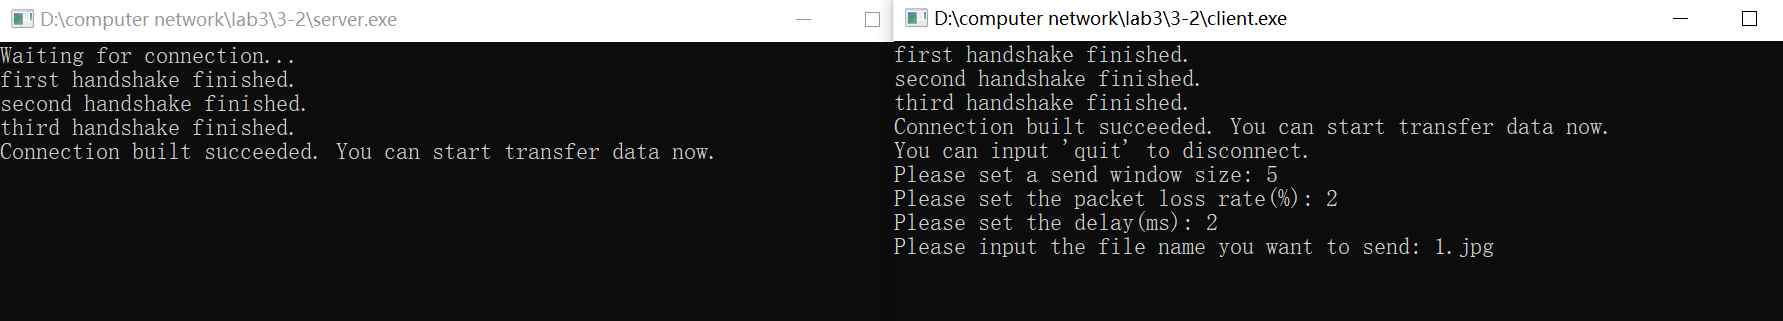 D:\computer network\lab3\3-2\server.exe
Waiting for connection...
first handshake finished.
second handshake finished.
third handshake finished.
Connection built succeeded. You can start transfer data now.
D:\computer network\lab3\3-2\client.exe
first handshake finished.
second handshake finished.
third handshake finished.
Connection built succeeded. You can start transfer data now.
You can input 'quit' to disconnect.
Please set a send window size: 5
Please set the packet loss rate(%): 2
Please set the delay(ms): 2
Please input the file name you want to send: 1.jpg